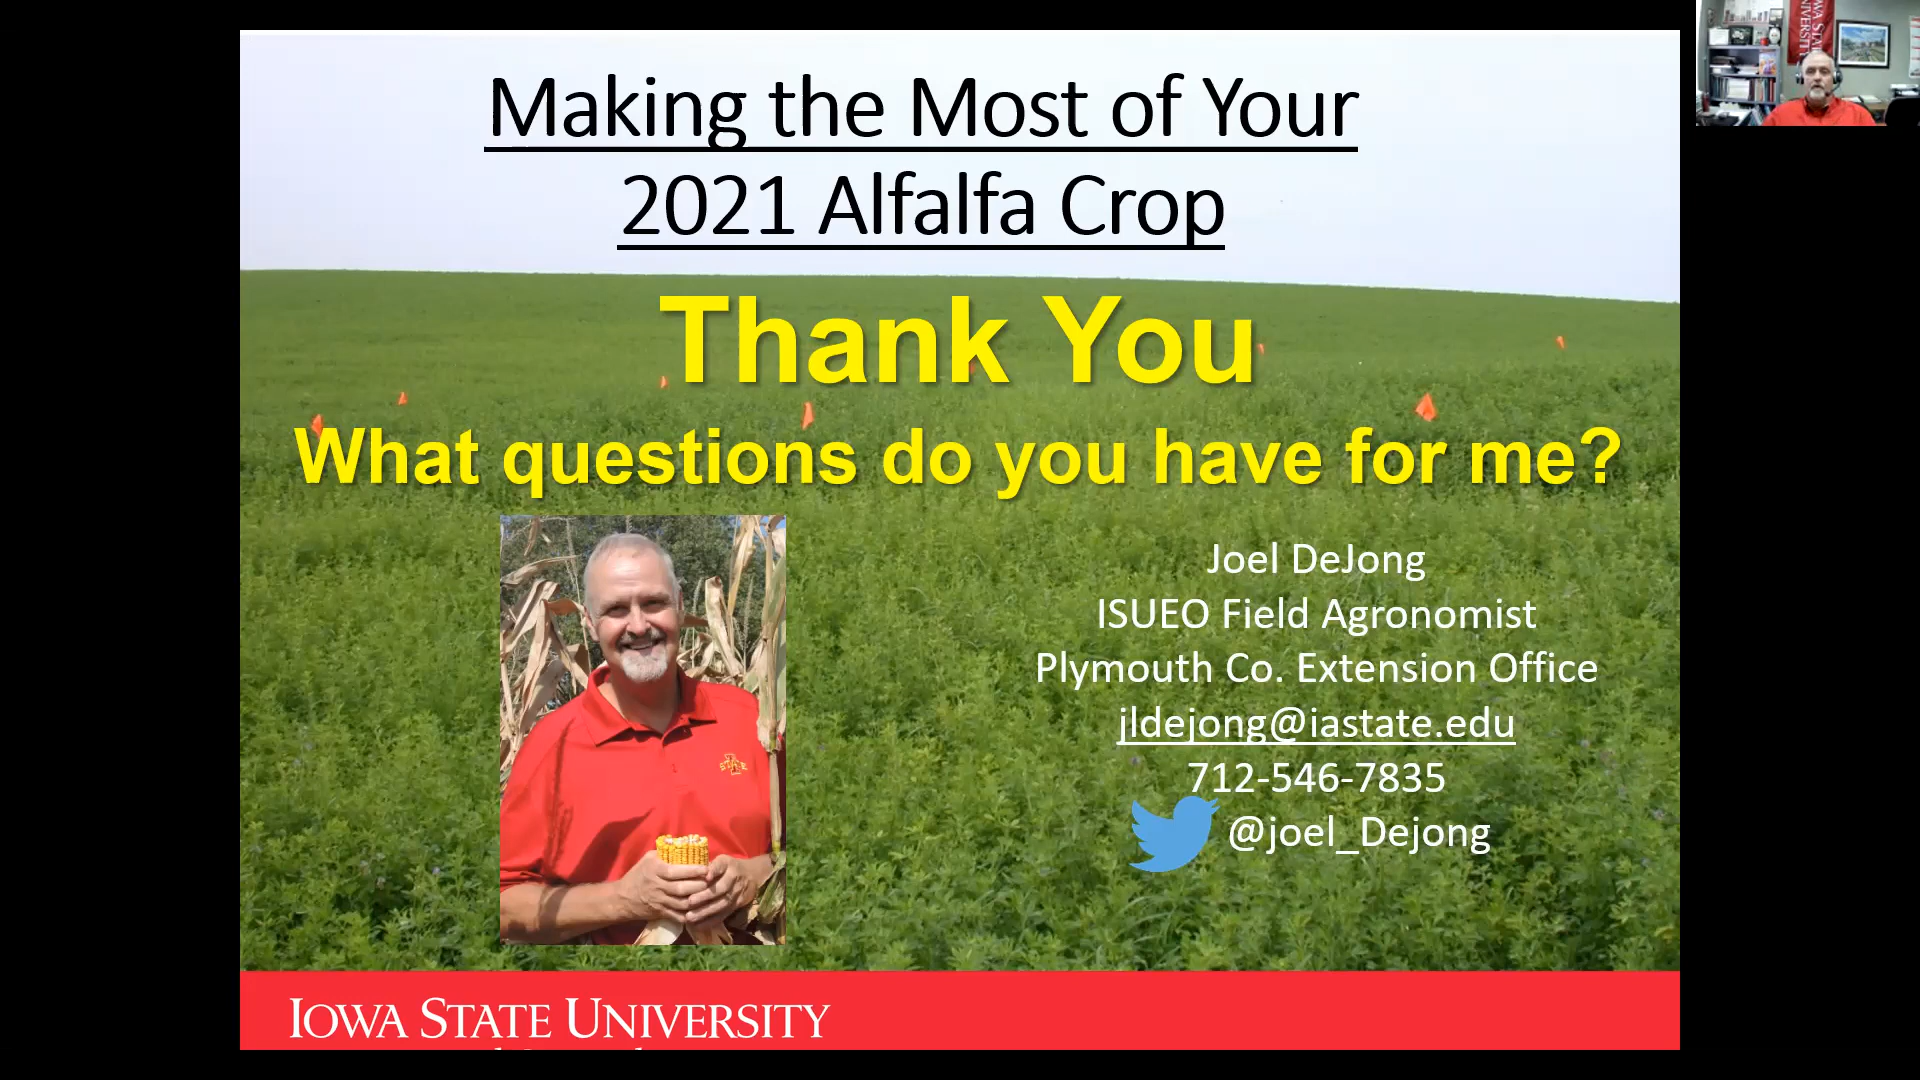 Making the Most of Your
2021 Alfalfa Crop
Thank You
What questions do you have for me?
Joel DeJong
ISUEO Field Agronomist
Plymouth Co. Extension Office
jldejong@iastate.edu
712-546-7835
@joel_Dejong
IOWA STATE UNIVERSITY